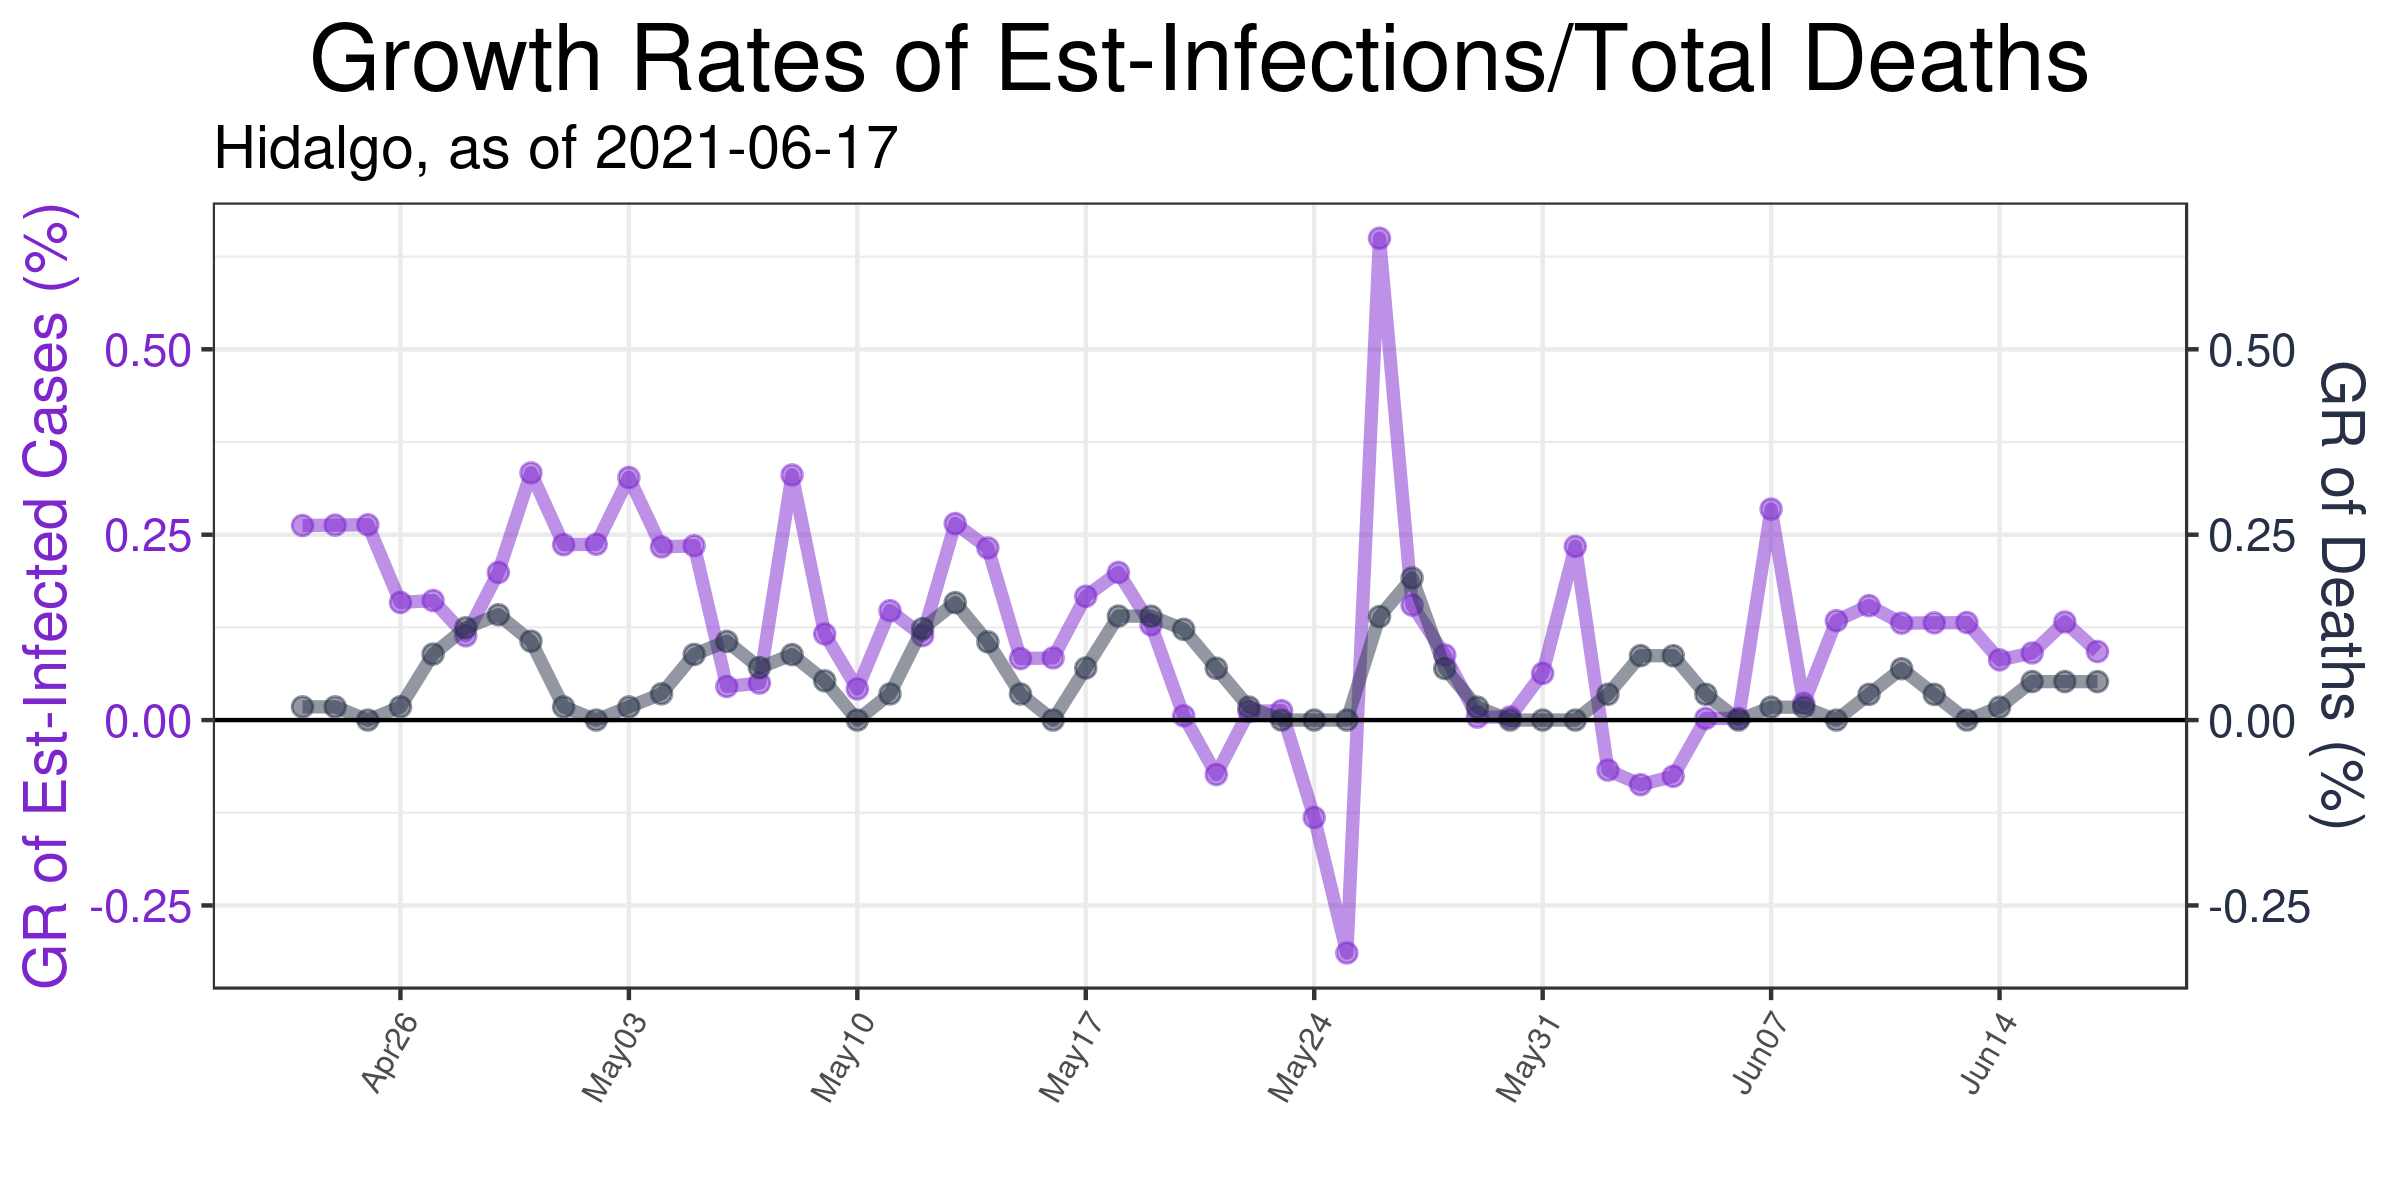 Growth Rates of Est-Infections/Total Deaths
Hidalgo, as of 2021-06-17
GR of Est-Infected Cases (%)
0.50
0.25
0.00
-0.25
0.50
0.25
0.00
-0.25
GR of Deaths (%)
Apr26
May03
May10
May17
May24
May31
Jun07
Jun14